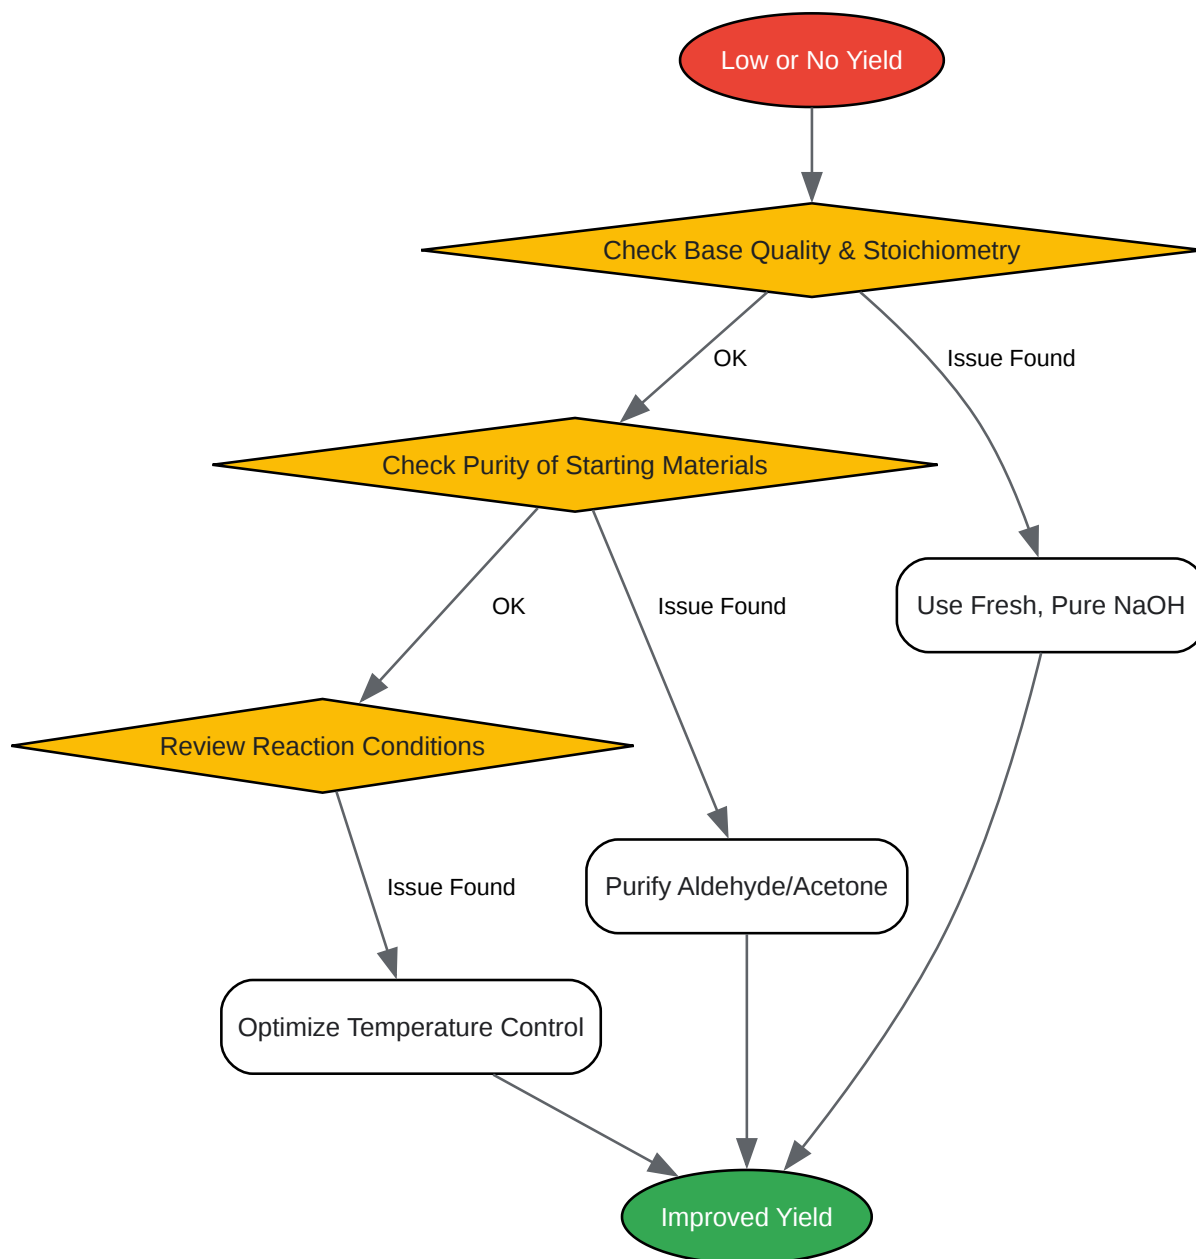 Low or No Yield
Check Base Quality & Stoichiometry
OK
Issue Found
Check Purity of Starting Materials
Use Fresh, Pure NaOH
OK
Issue Found
Review Reaction Conditions
Issue Found
Purify Aldehyde/Acetone
Optimize Temperature Control
Improved Yield